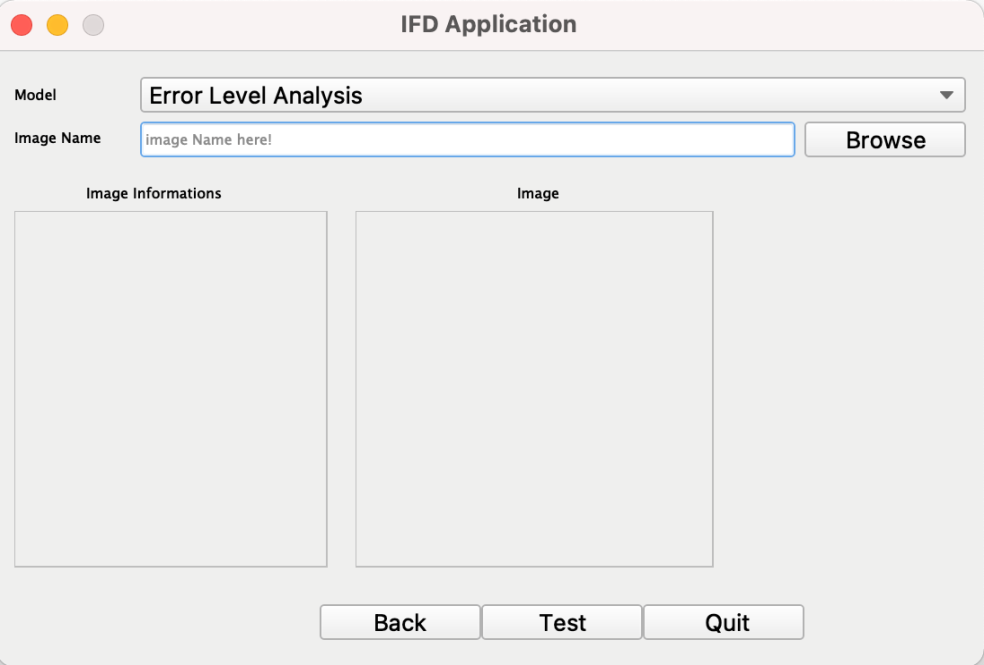 IFD Application
Model
Error Level Analysis
Image Name
image Name here!
Browse
Image Informations
Image
Back
Test
Quit